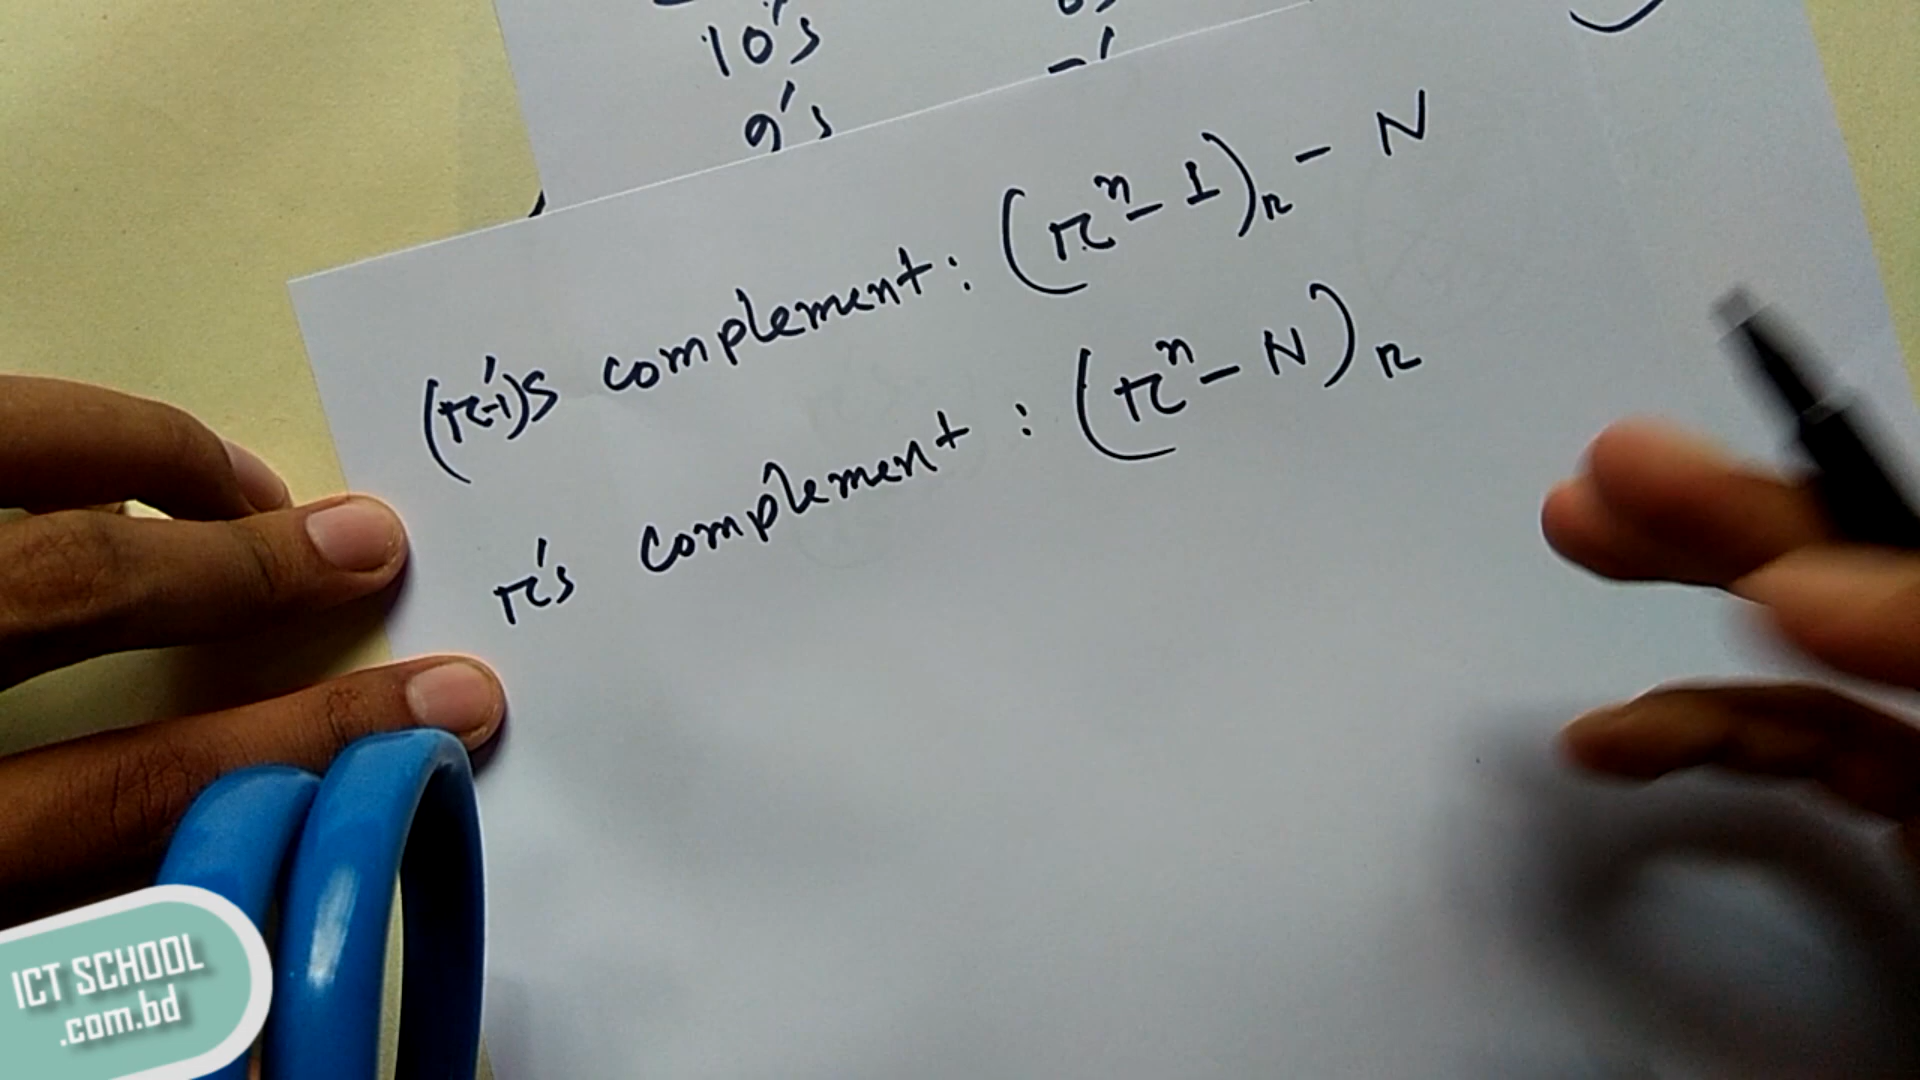 10's
9's
(r-1)'s complement: (r^n - 1)_r - N
r's complement : (r^n - N)_r
ICT SCHOOL
.com.bd